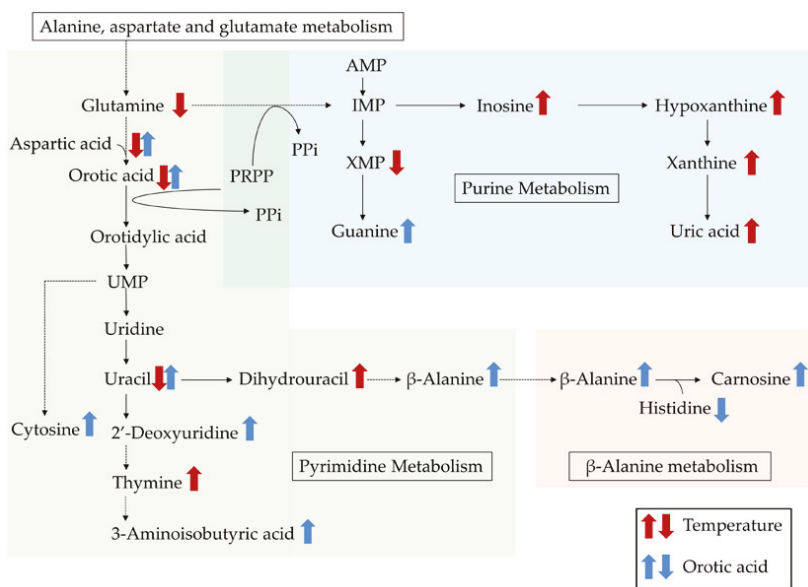 Alanine, aspartate and glutamate metabolism
AMP
Glutamine
IMP
Inosine
Hypoxanthine
Aspartic acid
PPi
Orotic acid
PRPP
XMP
Xanthine
Purine Metabolism
PPi
Orotidylic acid
Guanine
Uric acid
UMP
Uridine
Uracil
Dihydrouracil
β-Alanine
β-Alanine
Carnosine
Histidine
Cytosine
2′-Deoxyuridine
Pyrimidine Metabolism
β-Alanine metabolism
Thymine
3-Aminoisobutyric acid
Temperature
Orotic acid